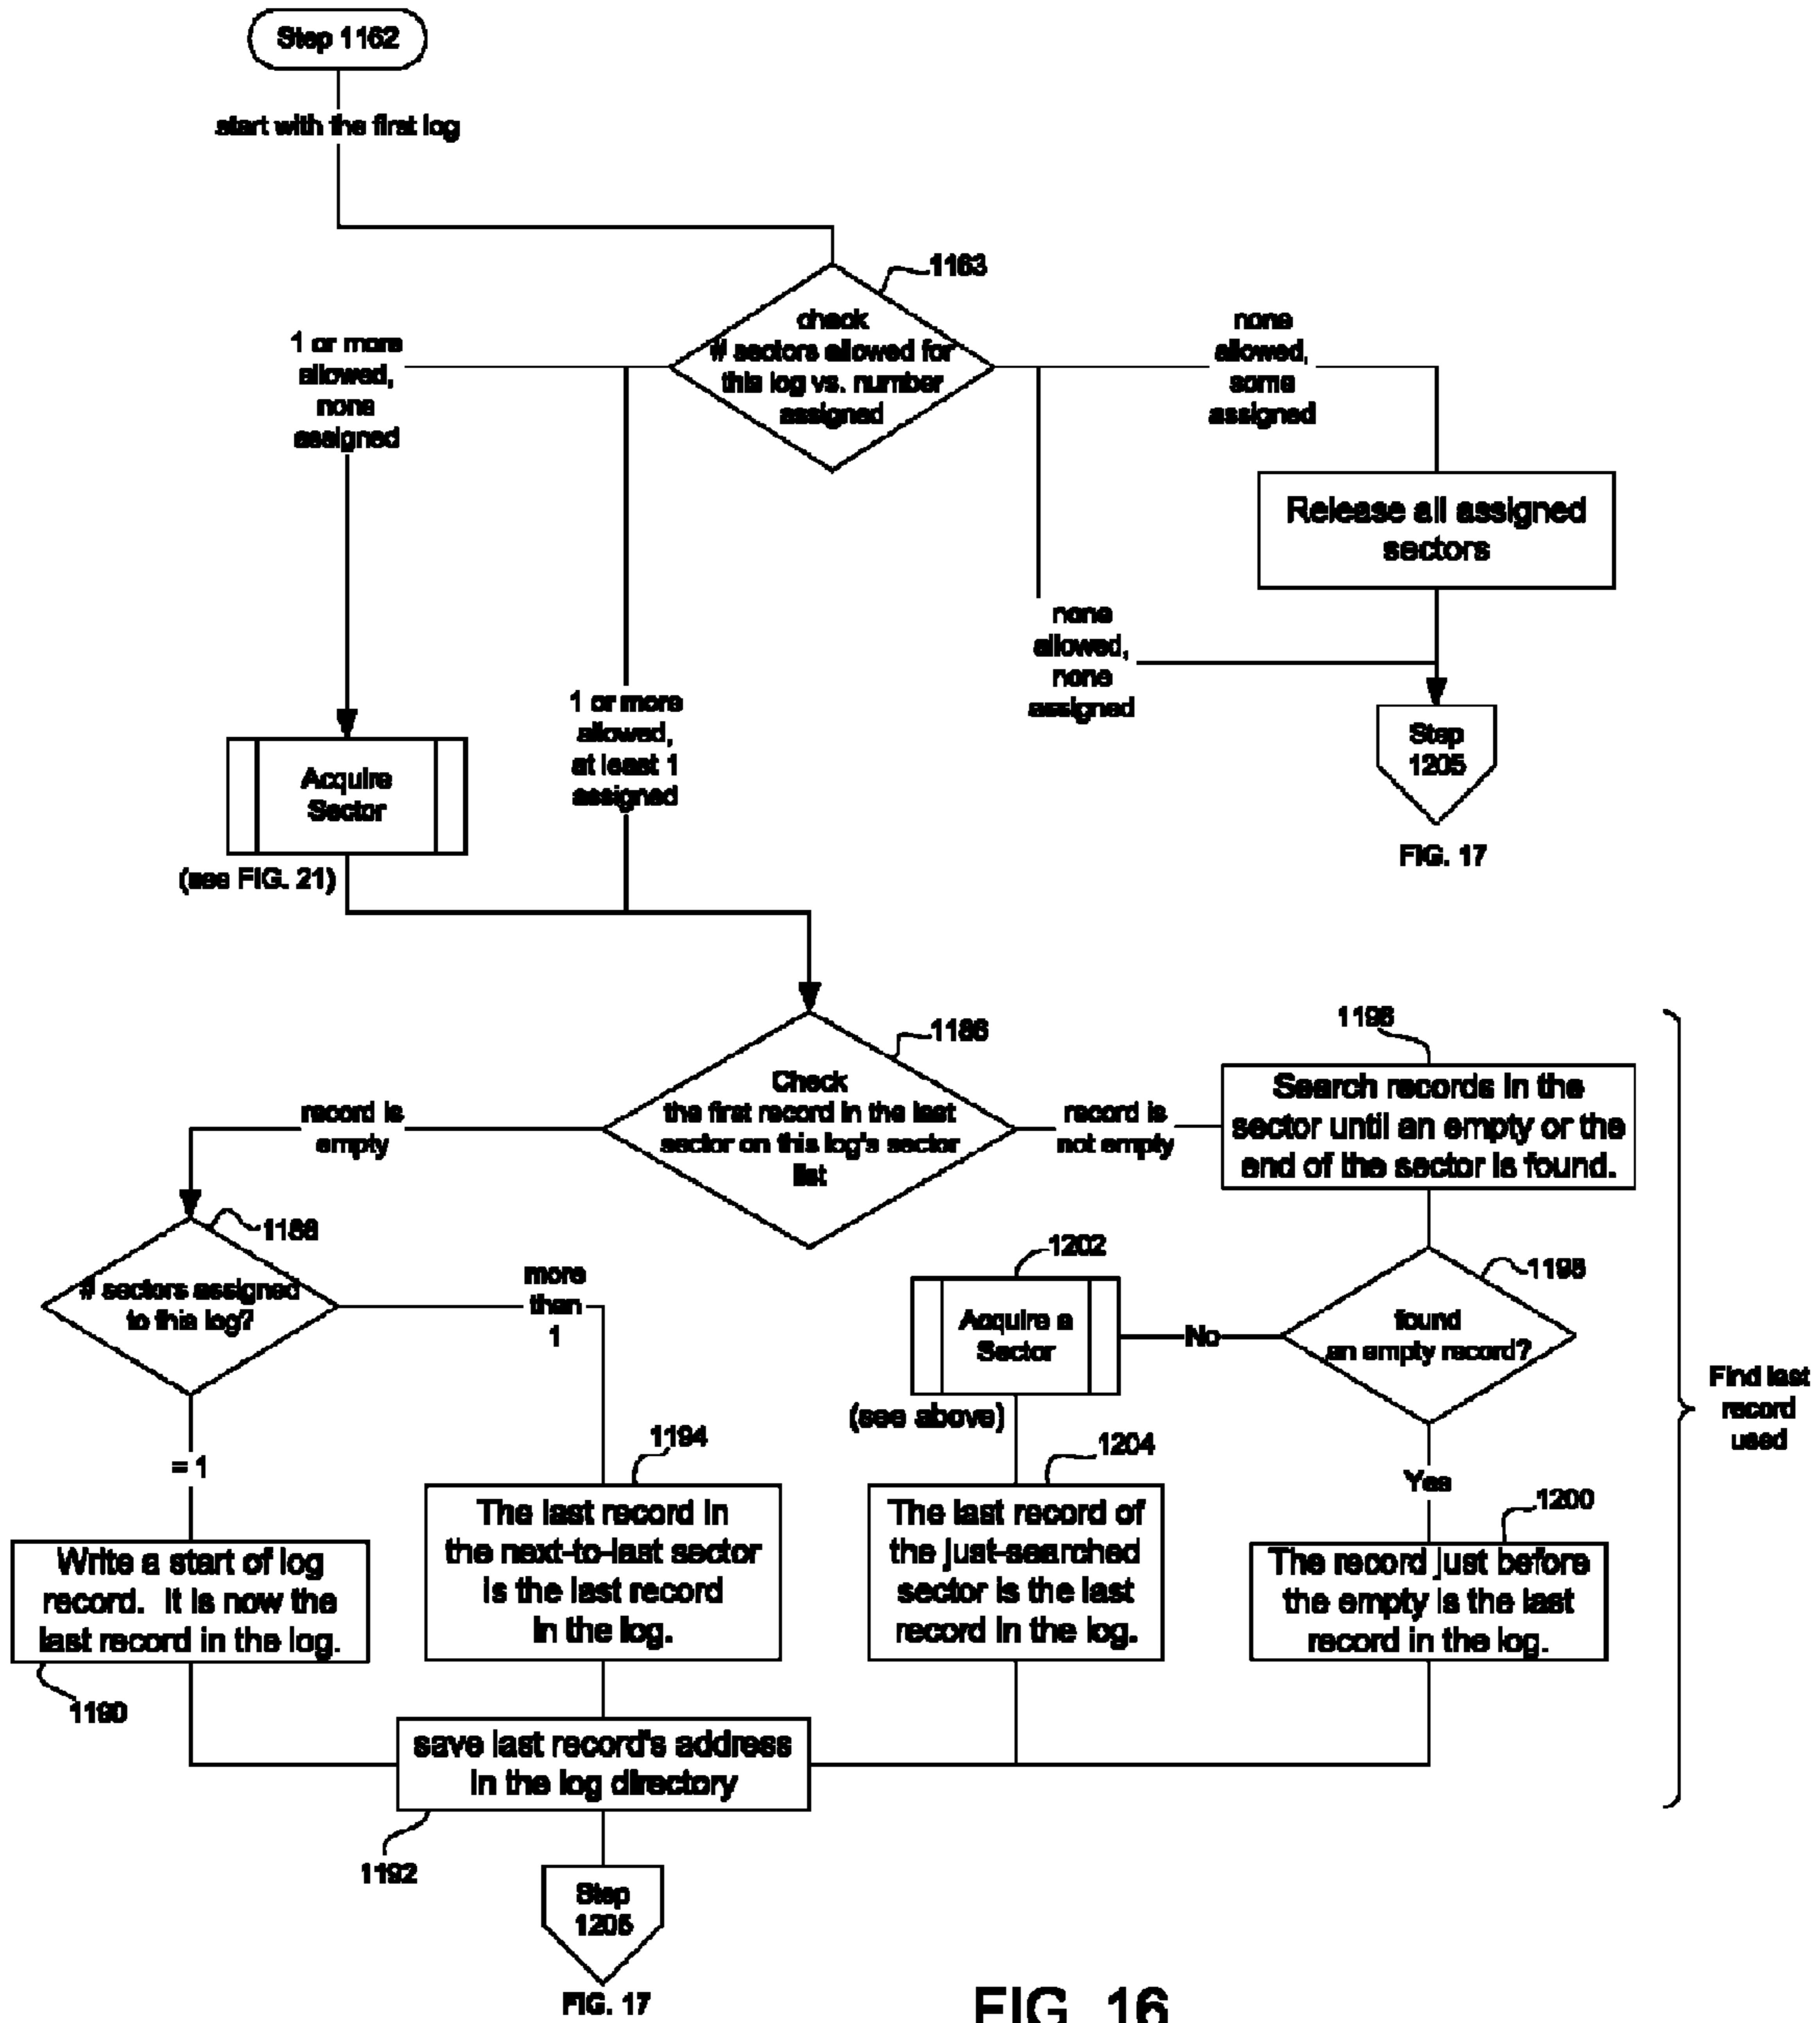 Step 1162
start with the first log
1163
check
# sectors allowed for
this log vs. number
assigned
1 or more
allowed,
none
assigned
none
allowed,
some
assigned
Release all assigned
sectors
none
allowed,
none
assigned
1 or more
allowed,
at least 1
assigned
Step
1205
FIG. 17
Acquire
Sector
(see FIG. 21)
1186
Check
the first record in the last
sector on this log's sector
list
record is
empty
record is
not empty
1196
Search records in the
sector until an empty or the
end of the sector is found.
1188
# sectors assigned
to this log?
more
than
1
= 1
1202
Acquire a
Sector
(see above)
No
1198
found
an empty record?
Yes
Find last
record
used
1194
The last record in
the next-to-last sector
is the last record
in the log.
1204
The last record of
the just-searched
sector is the last
record in the log.
1200
The record just before
the empty is the last
record in the log.
Write a start of log
record. It is now the
last record in the log.
1190
save last record's address
in the log directory
1192
Step
1205
FIG. 17
FIG. 16